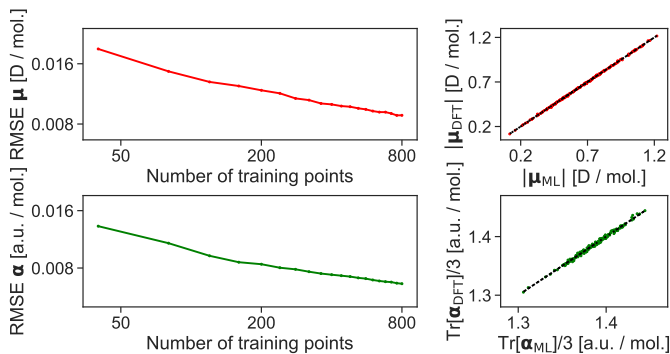 RMSE μ [D / mol.]
0.016
0.008
50
200
800
Number of training points
|μDFT| [D / mol.]
1.2
0.7
0.2
0.2
0.7
1.2
|μML| [D / mol.]
RMSE α [a.u. / mol.]
0.016
0.008
50
200
800
Number of training points
Tr[αDFT]/3 [a.u. / mol.]
1.4
1.3
1.3
1.4
Tr[αML]/3 [a.u. / mol.]